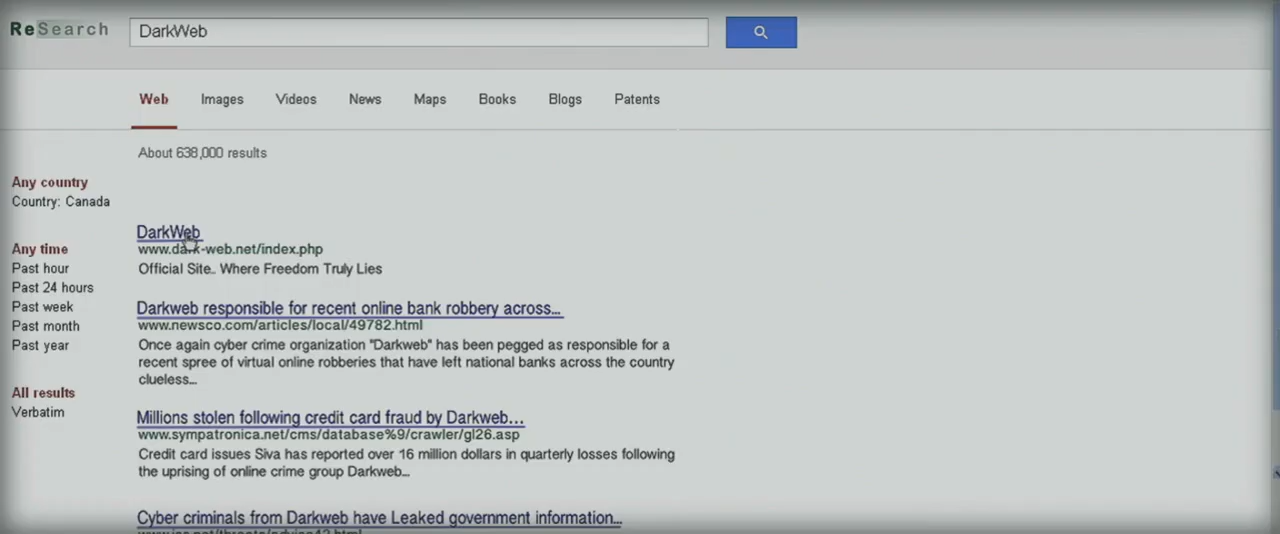 ReSearch
DarkWeb
Web Images Videos News Maps Books Blogs Patents
About 638,000 results
Any country
Country: Canada
Any time
Past hour
Past 24 hours
Past week
Past month
Past year
All results
Verbatim
DarkWeb
www.dark-web.net/index.php
Official Site.. Where Freedom Truly Lies
Darkweb responsible for recent online bank robbery across...
www.newsco.com/articles/local/49782.html
Once again cyber crime organization "Darkweb" has been pegged as responsible for a
recent spree of virtual online robberies that have left national banks across the country
clueless...
Millions stolen following credit card fraud by Darkweb...
www.sympatronica.net/cms/database%9/crawler/gl26.asp
Credit card issues Siva has reported over 16 million dollars in quarterly losses following
the uprising of online crime group Darkweb...
Cyber criminals from Darkweb have Leaked government information...